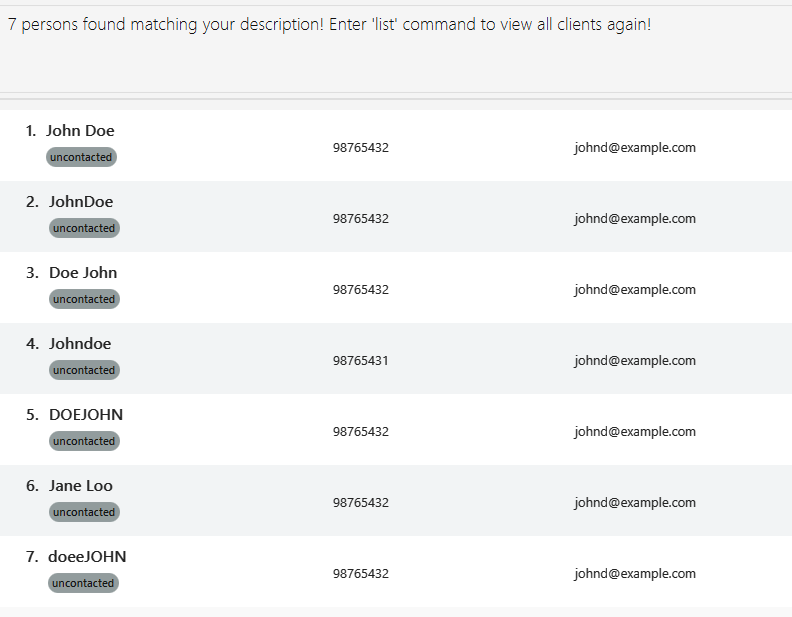 7 persons found matching your description! Enter 'list' command to view all clients again!
1. John Doe
uncontacted
98765432
johnd@example.com
2. JohnDoe
uncontacted
98765432
johnd@example.com
3. Doe John
uncontacted
98765432
johnd@example.com
4. Johndoe
uncontacted
98765431
johnd@example.com
5. DOEJOHN
uncontacted
98765432
johnd@example.com
6. Jane Loo
uncontacted
98765432
johnd@example.com
7. doeeJOHN
uncontacted
98765432
johnd@example.com